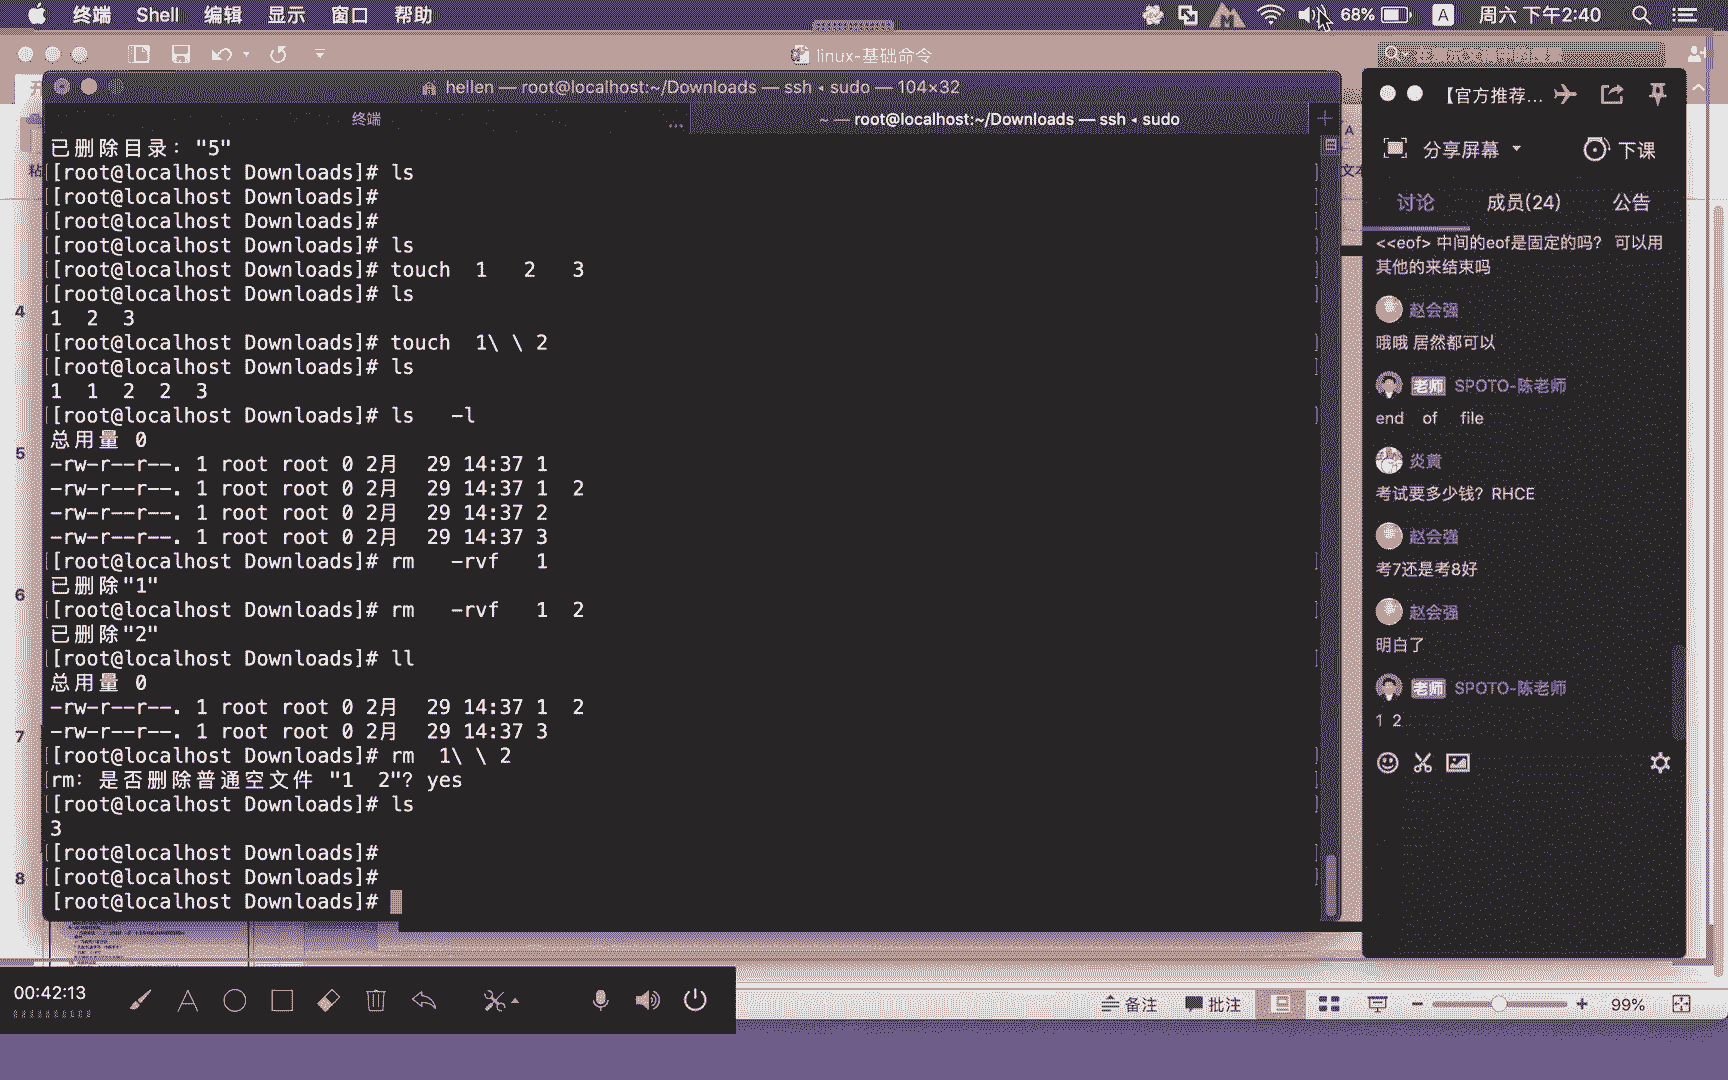 终端 Shell 编辑 显示 窗口 帮助 68% A 周六 下午2:40
linux-基础命令
hellen — root@localhost:~/Downloads — ssh ◂ sudo — 104×32
终端 ... ~ — root@localhost:~/Downloads — ssh ◂ sudo
已删除目录："5"
[root@localhost Downloads]# ls
[root@localhost Downloads]#
[root@localhost Downloads]#
[root@localhost Downloads]# ls
[root@localhost Downloads]# touch  1   2   3
[root@localhost Downloads]# ls
1  2  3
[root@localhost Downloads]# touch  1\ \ 2
[root@localhost Downloads]# ls
1  1  2  2  3
[root@localhost Downloads]# ls   -l
总用量 0
-rw-r--r--. 1 root root 0 2月  29 14:37 1
-rw-r--r--. 1 root root 0 2月  29 14:37 1  2
-rw-r--r--. 1 root root 0 2月  29 14:37 2
-rw-r--r--. 1 root root 0 2月  29 14:37 3
[root@localhost Downloads]# rm   -rvf   1
已删除"1"
[root@localhost Downloads]# rm   -rvf   1  2
已删除"2"
[root@localhost Downloads]# ll
总用量 0
-rw-r--r--. 1 root root 0 2月  29 14:37 1  2
-rw-r--r--. 1 root root 0 2月  29 14:37 3
[root@localhost Downloads]# rm  1\ \ 2
rm：是否删除普通空文件 "1  2"？yes
[root@localhost Downloads]# ls
3
[root@localhost Downloads]#
[root@localhost Downloads]#
[root@localhost Downloads]#
4
5
6
7
8
【官方推荐...
分享屏幕 下课
讨论 成员(24) 公告
<<eof> 中间的eof是固定的吗？ 可以用
其他的来结束吗
赵会强
哦哦 居然都可以
老师 SPOTO-陈老师
end of file
炎黄
考试要多少钱？RHCE
赵会强
考7还是考8好
赵会强
明白了
老师 SPOTO-陈老师
1 2
00:42:13
备注 批注 99%